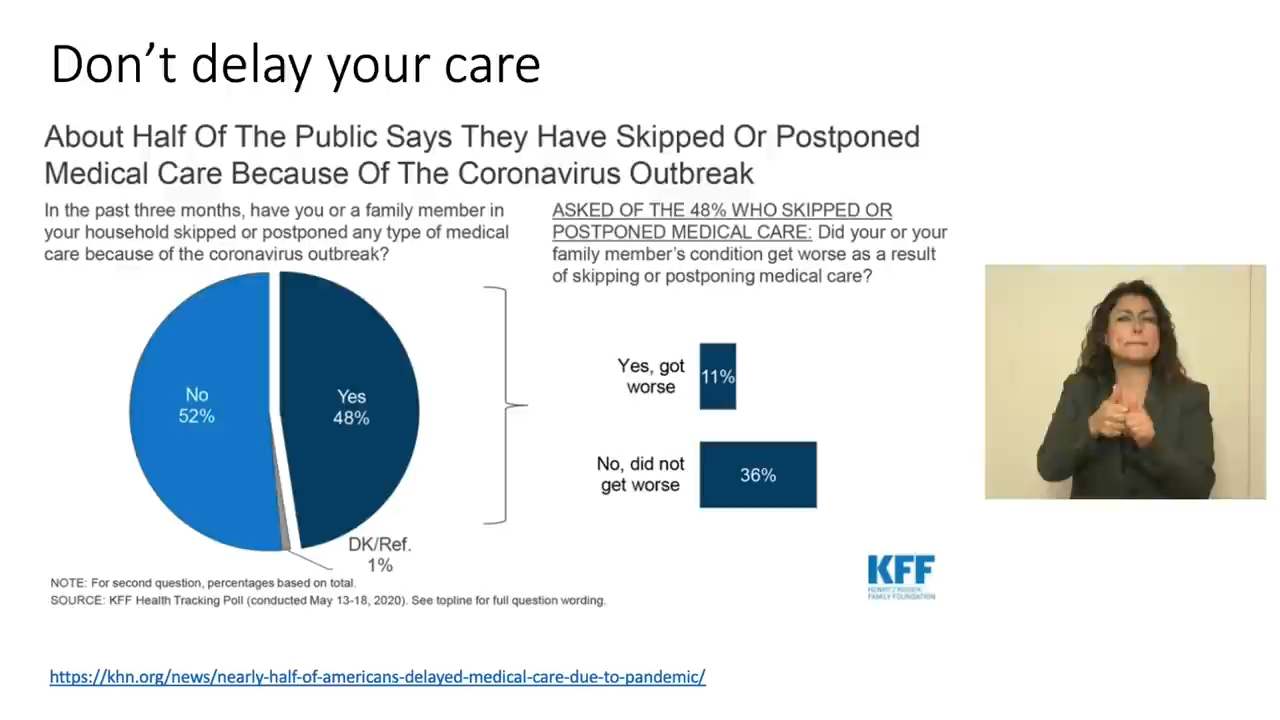 Don't delay your care
About Half Of The Public Says They Have Skipped Or Postponed
Medical Care Because Of The Coronavirus Outbreak
In the past three months, have you or a family member in
your household skipped or postponed any type of medical
care because of the coronavirus outbreak?
No
52%
Yes
48%
DK/Ref.
1%
ASKED OF THE 48% WHO SKIPPED OR
POSTPONED MEDICAL CARE: Did your or your
family member's condition get worse as a result
of skipping or postponing medical care?
Yes, got
worse
11%
No, did not
get worse
36%
NOTE: For second question, percentages based on total.
SOURCE: KFF Health Tracking Poll (conducted May 13-18, 2020). See topline for full question wording.
KFF
HENRY J KAISER
FAMILY FOUNDATION
https://khn.org/news/nearly-half-of-americans-delayed-medical-care-due-to-pandemic/